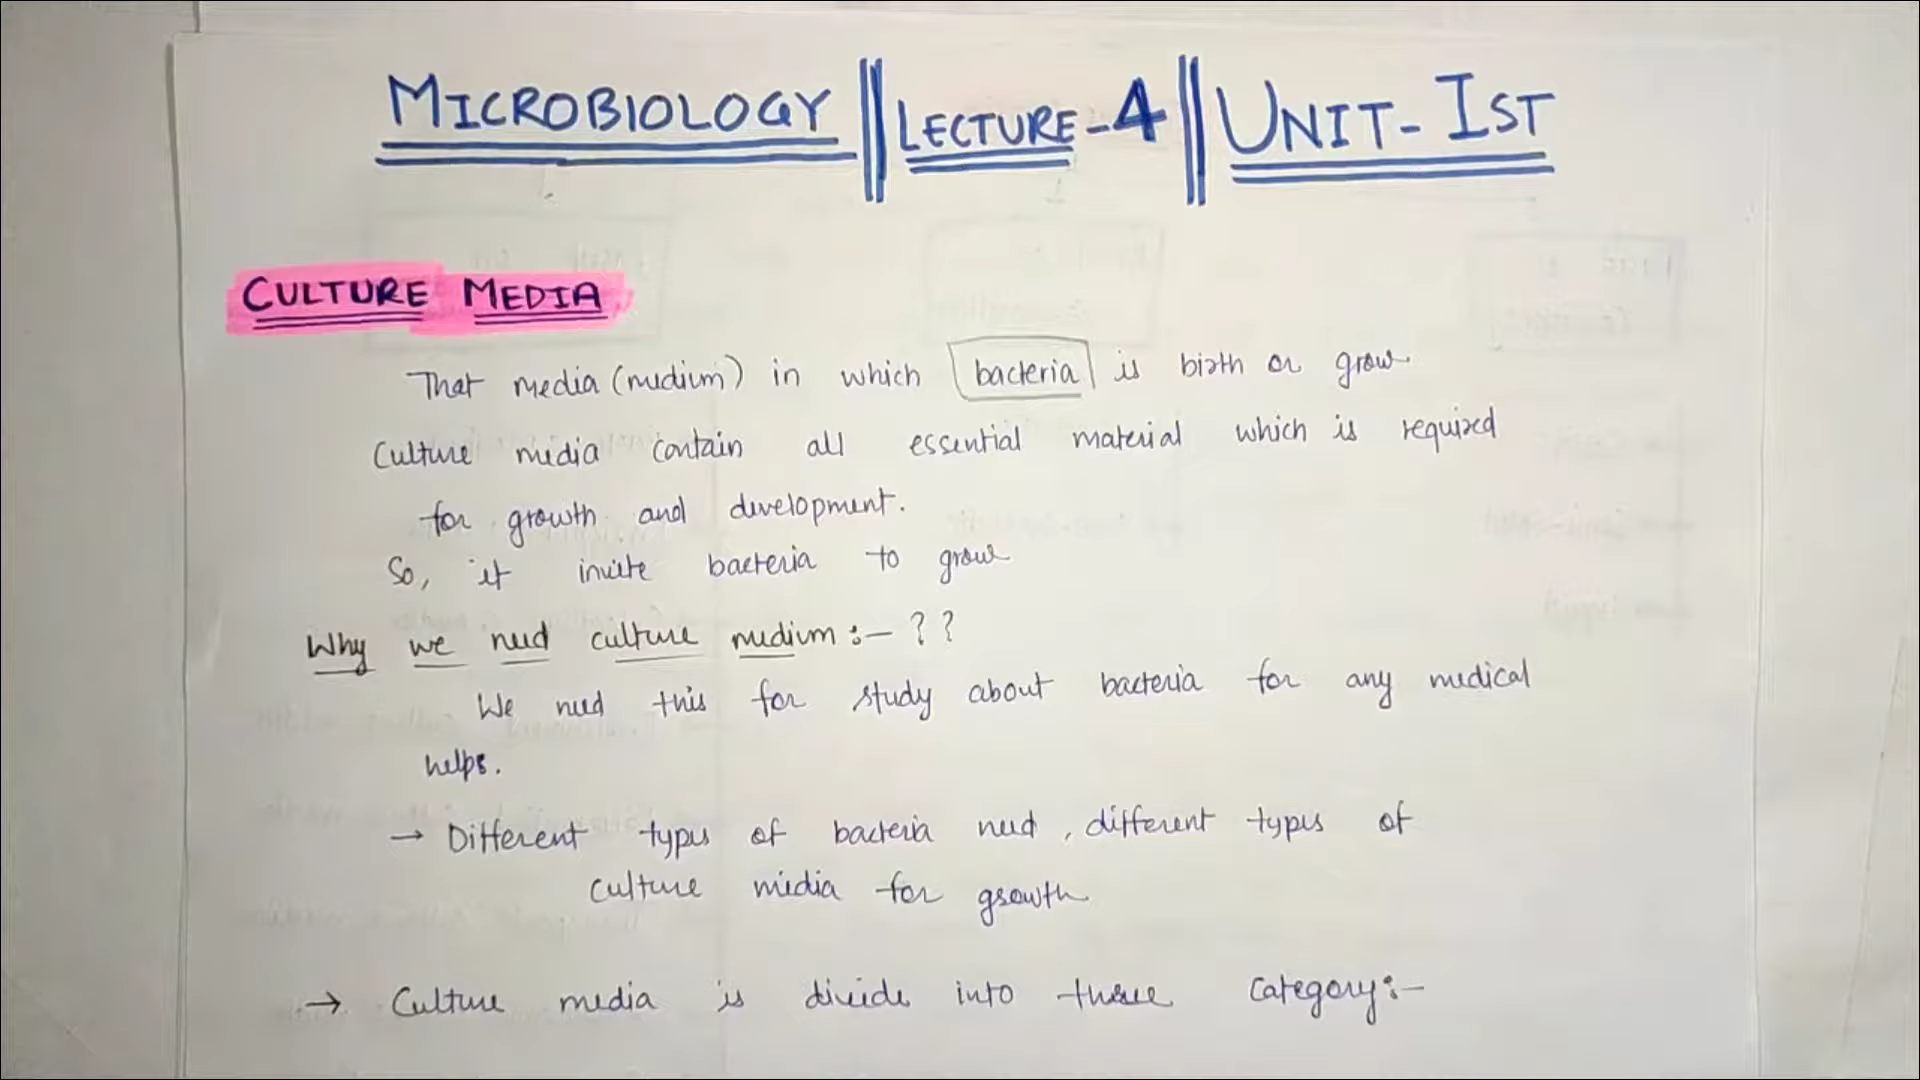 MICROBIOLOGY || LECTURE-4 || UNIT-IST
CULTURE MEDIA
That media (medium) in which bacteria is birth or grow
Culture media contain all essential material which is required
for growth and development.
So, it invite bacteria to grow
Why we need culture medium :- ??
We need this for study about bacteria for any medical
helps.
→ Different types of bacteria need, different types of
culture media for growth
→ Culture media is divide into three category:-